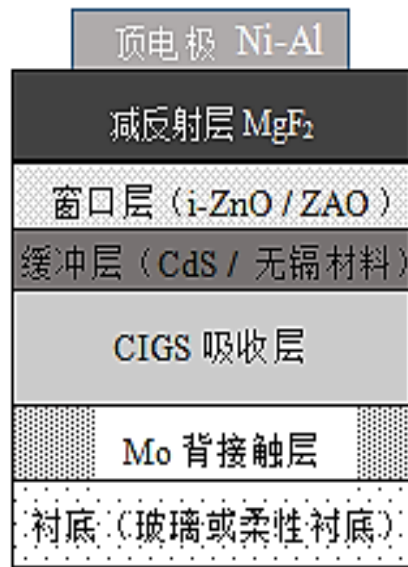 顶电极 Ni-Al
减反射层 MgF₂
窗口层（i-ZnO / ZAO ）
缓冲层（CdS / 无镉材料）
CIGS 吸收层
Mo 背接触层
衬底（玻璃或柔性衬底）